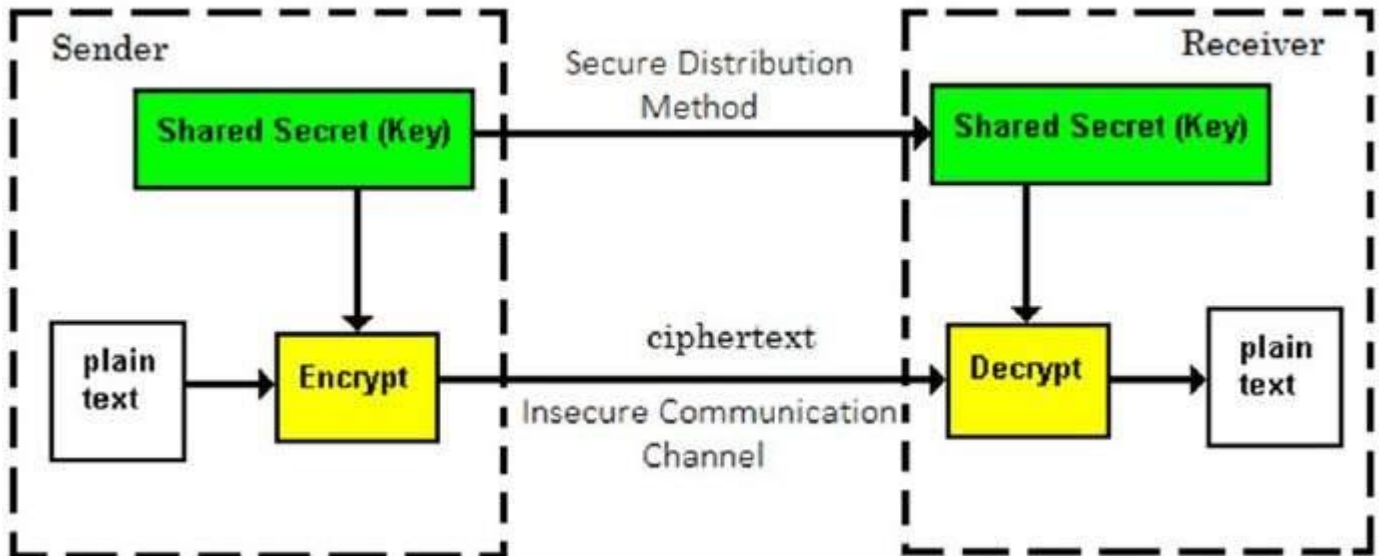 Sender
Receiver
Secure Distribution
Method
Shared Secret (Key)
Shared Secret (Key)
plain
text
Encrypt
ciphertext
Insecure Communication
Channel
Decrypt
plain
text